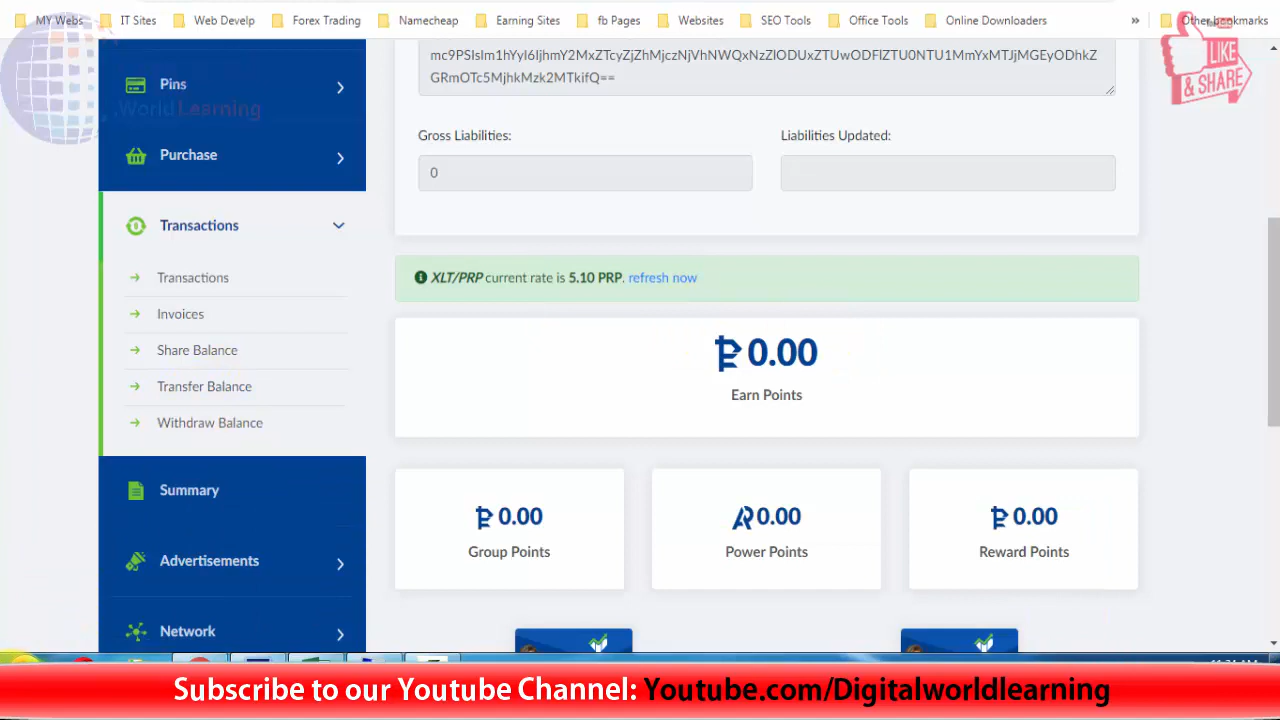 MY Webs
IT Sites
Web Develp
Forex Trading
Namecheap
Earning Sites
fb Pages
Websites
SEO Tools
Office Tools
Online Downloaders
»
Other bookmarks
LIKE
& SHARE
World Learning
Pins
Purchase
Transactions
Transactions
Invoices
Share Balance
Transfer Balance
Withdraw Balance
Summary
Advertisements
Network
GRmOTc5MjhkMzk2MTkifQ==
Gross Liabilities:
Liabilities Updated:
0
XLT/PRP current rate is 5.10 PRP. refresh now
0.00
Earn Points
0.00
Group Points
0.00
Power Points
0.00
Reward Points
Subscribe to our Youtube Channel: Youtube.com/Digitalworldlearning